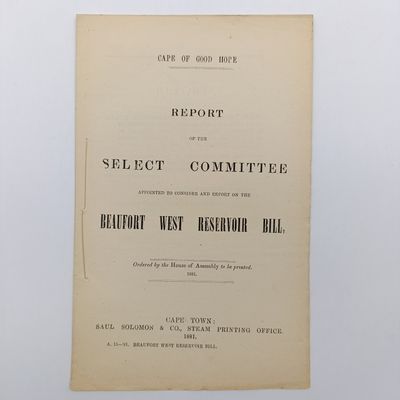 CAPE OF GOOD HOPE
REPORT
OF THE
SELECT COMMITTEE
APPOINTED TO CONSIDER AND REPORT ON THE
BEAUFORT WEST RESERVOIR BILL,
Ordered by the House of Assembly to be printed.
1881.
CAPE TOWN:
SAUL SOLOMON & CO., STEAM PRINTING OFFICE.
1881.
BEAUFORT WEST RESERVOIR BILL.